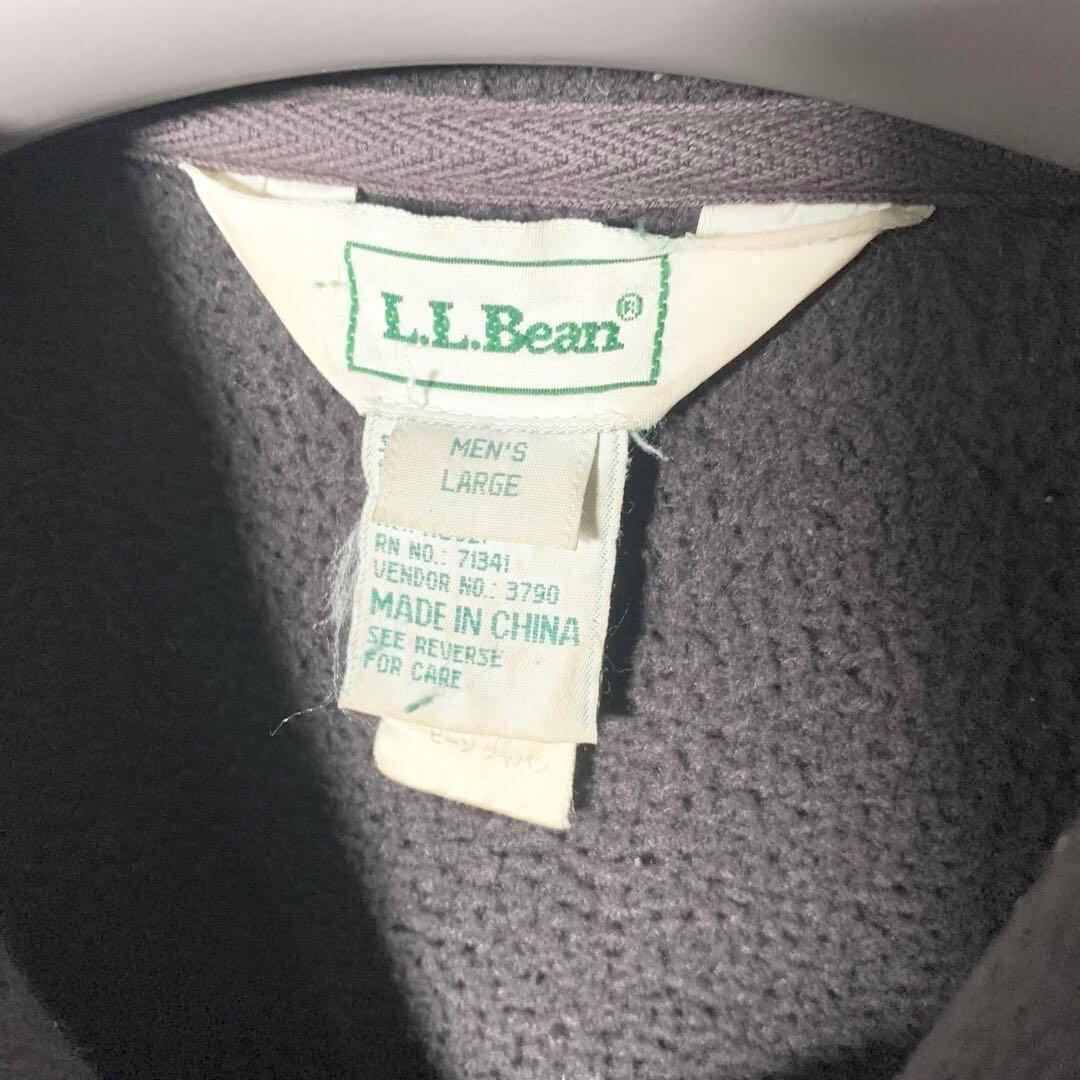 L.L.Bean®
MEN'S
LARGE
RN NO.: 71341
VENDOR NO.: 3790
MADE IN CHINA
SEE REVERSE
FOR CARE